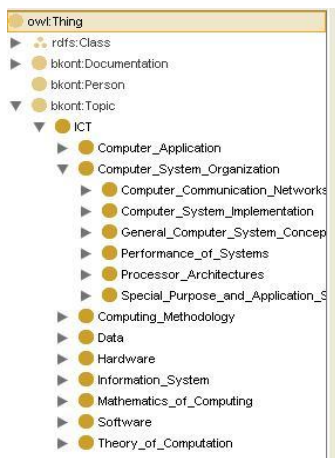 owl:Thing
rdfs:Class
bkont:Documentation
bkont:Person
bkont:Topic
ICT
Computer_Application
Computer_System_Organization
Computer_Communication_Networks
Computer_System_Implementation
General_Computer_System_Concep
Performance_of_Systems
Processor_Architectures
Special_Purpose_and_Application_S
Computing_Methodology
Data
Hardware
Information_System
Mathematics_of_Computing
Software
Theory_of_Computation